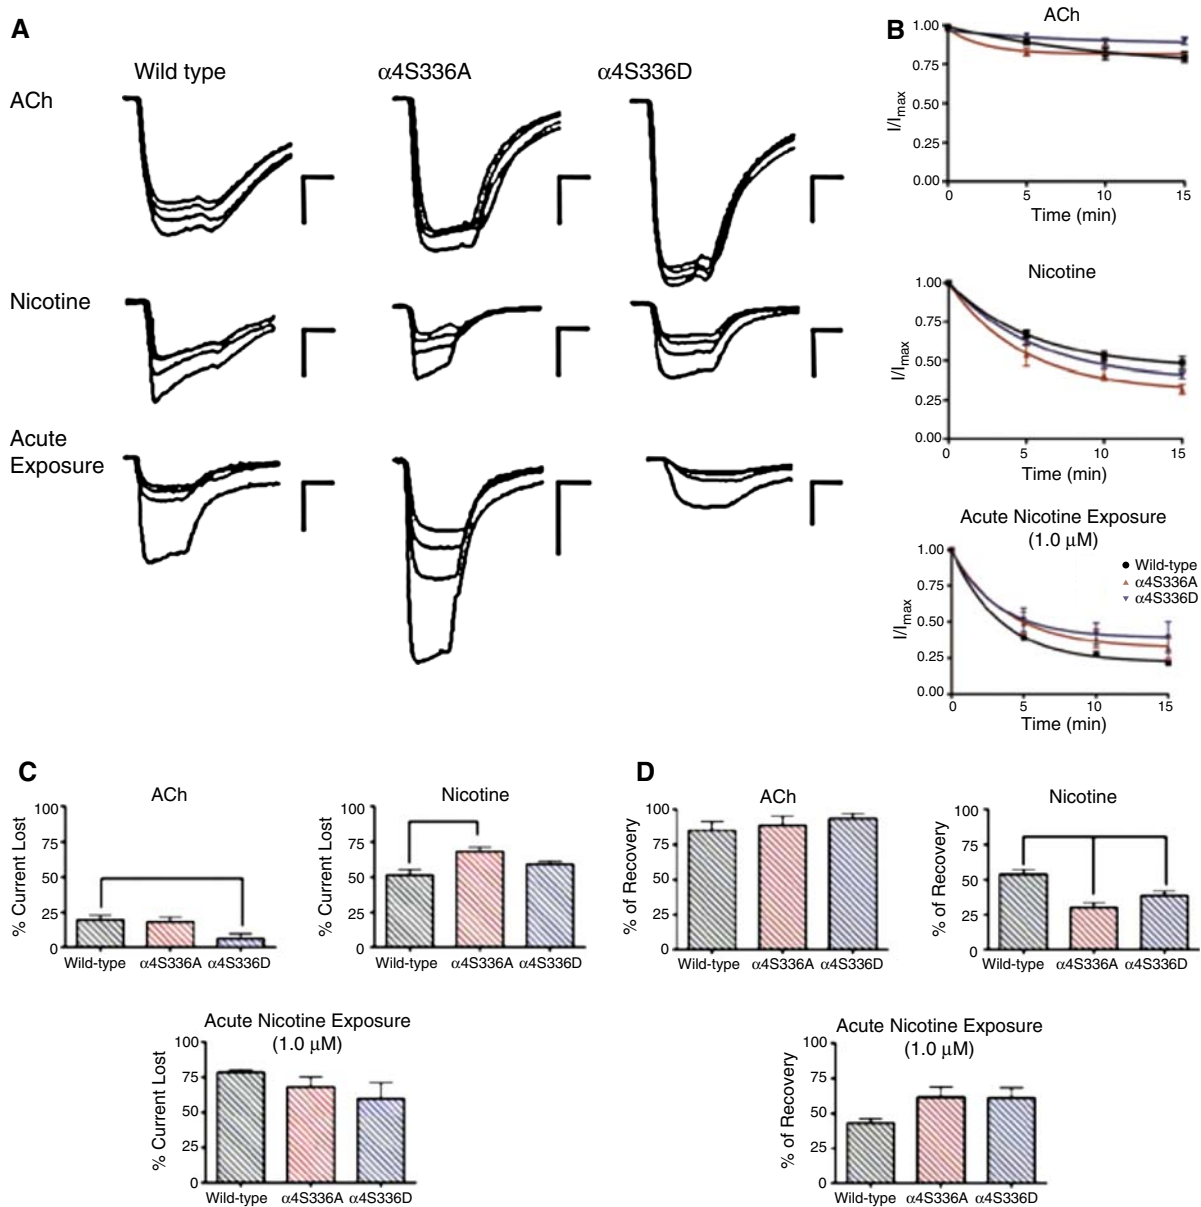 A
Wild type
α4S336A
α4S336D
ACh
Nicotine
Acute
Exposure
B
ACh
1.00
0.75
0.50
0.25
0.00
I/Imax
0
5
10
15
Time (min)
Nicotine
1.00
0.75
0.50
0.25
0.00
I/Imax
0
5
10
15
Time (min)
Acute Nicotine Exposure
(1.0 μM)
1.00
0.75
0.50
0.25
0.00
I/Imax
Wild-type
α4S336A
α4S336D
0
5
10
15
Time (min)
C
ACh
100
75
50
25
0
% Current Lost
Wild-type
α4S336A
α4S336D
Nicotine
100
75
50
25
0
% Current Lost
Wild-type
α4S336A
α4S336D
Acute Nicotine Exposure
(1.0 μM)
100
75
50
25
0
% Current Lost
Wild-type
α4S336A
α4S336D
D
ACh
100
75
50
25
0
% of Recovery
Wild-type
α4S336A
α4S336D
Nicotine
100
75
50
25
0
% of Recovery
Wild-type
α4S336A
α4S336D
Acute Nicotine Exposure
(1.0 μM)
100
75
50
25
0
% of Recovery
Wild-type
α4S336A
α4S336D